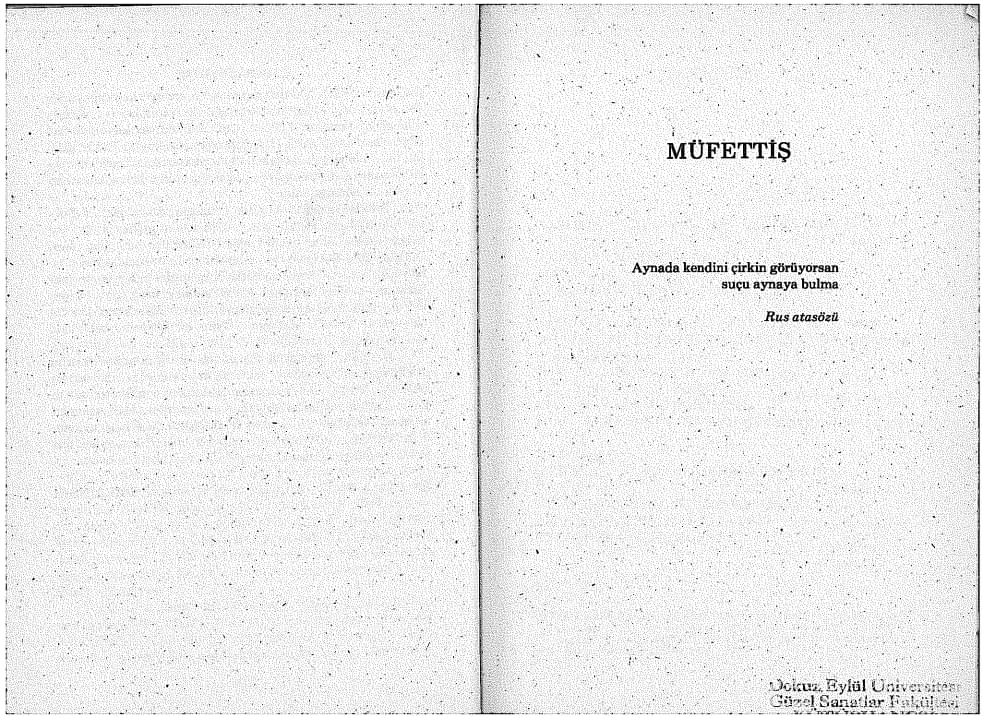 MÜFETTİŞ
Aynada kendini çirkin görüyorsan
suçu aynaya bulma
Rus atasözü
Dokuz Eylül Üniversitesi
Güzel Sanatlar Fakültesi